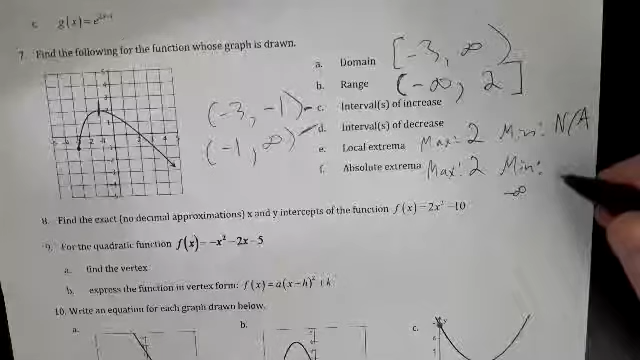 c. g(x)=e
7. Find the following for the function whose graph is drawn.
a. Domain [-3, ∞)
b. Range (-∞, 2]
(-3, -1) - c. Interval(s) of increase
(-1, ∞) - d. Interval(s) of decrease
e. Local extrema Max: 2 Min: N/A
f. Absolute extrema Max: 2 Min:
-∞
8. Find the exact (no decimal approximations) x and y intercepts of the function f(x) = 2x² - 10
9. For the quadratic function f(x) = -x² - 2x - 5
a. find the vertex
b. express the function in vertex form: f(x) = a(x-h)² + k
10. Write an equation for each graph drawn below.
a. b. c.